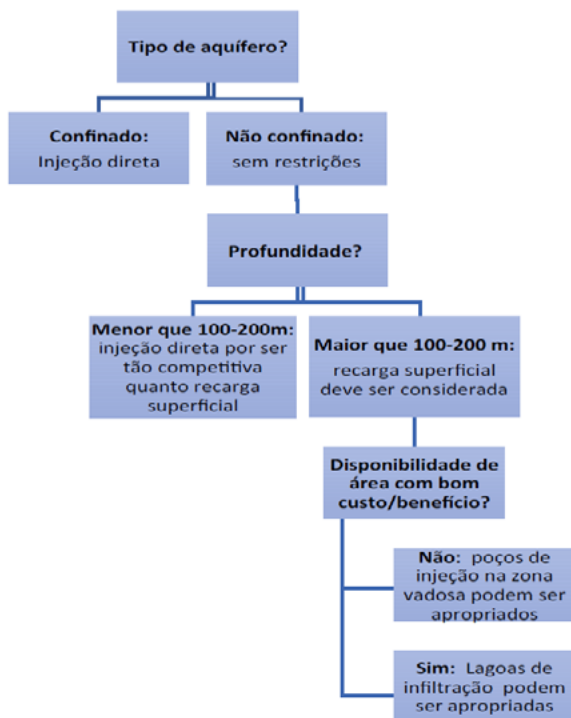 Tipo de aquífero?
Confinado:
Injeção direta
Não confinado:
sem restrições
Profundidade?
Menor que 100-200m:
injeção direta por ser
tão competitiva
quanto recarga
superficial
Maior que 100-200 m:
recarga superficial
deve ser considerada
Disponibilidade de
área com bom
custo/benefício?
Não: poços de
injeção na zona
vadosa podem ser
apropriados
Sim: Lagoas de
infiltração podem
ser apropriadas